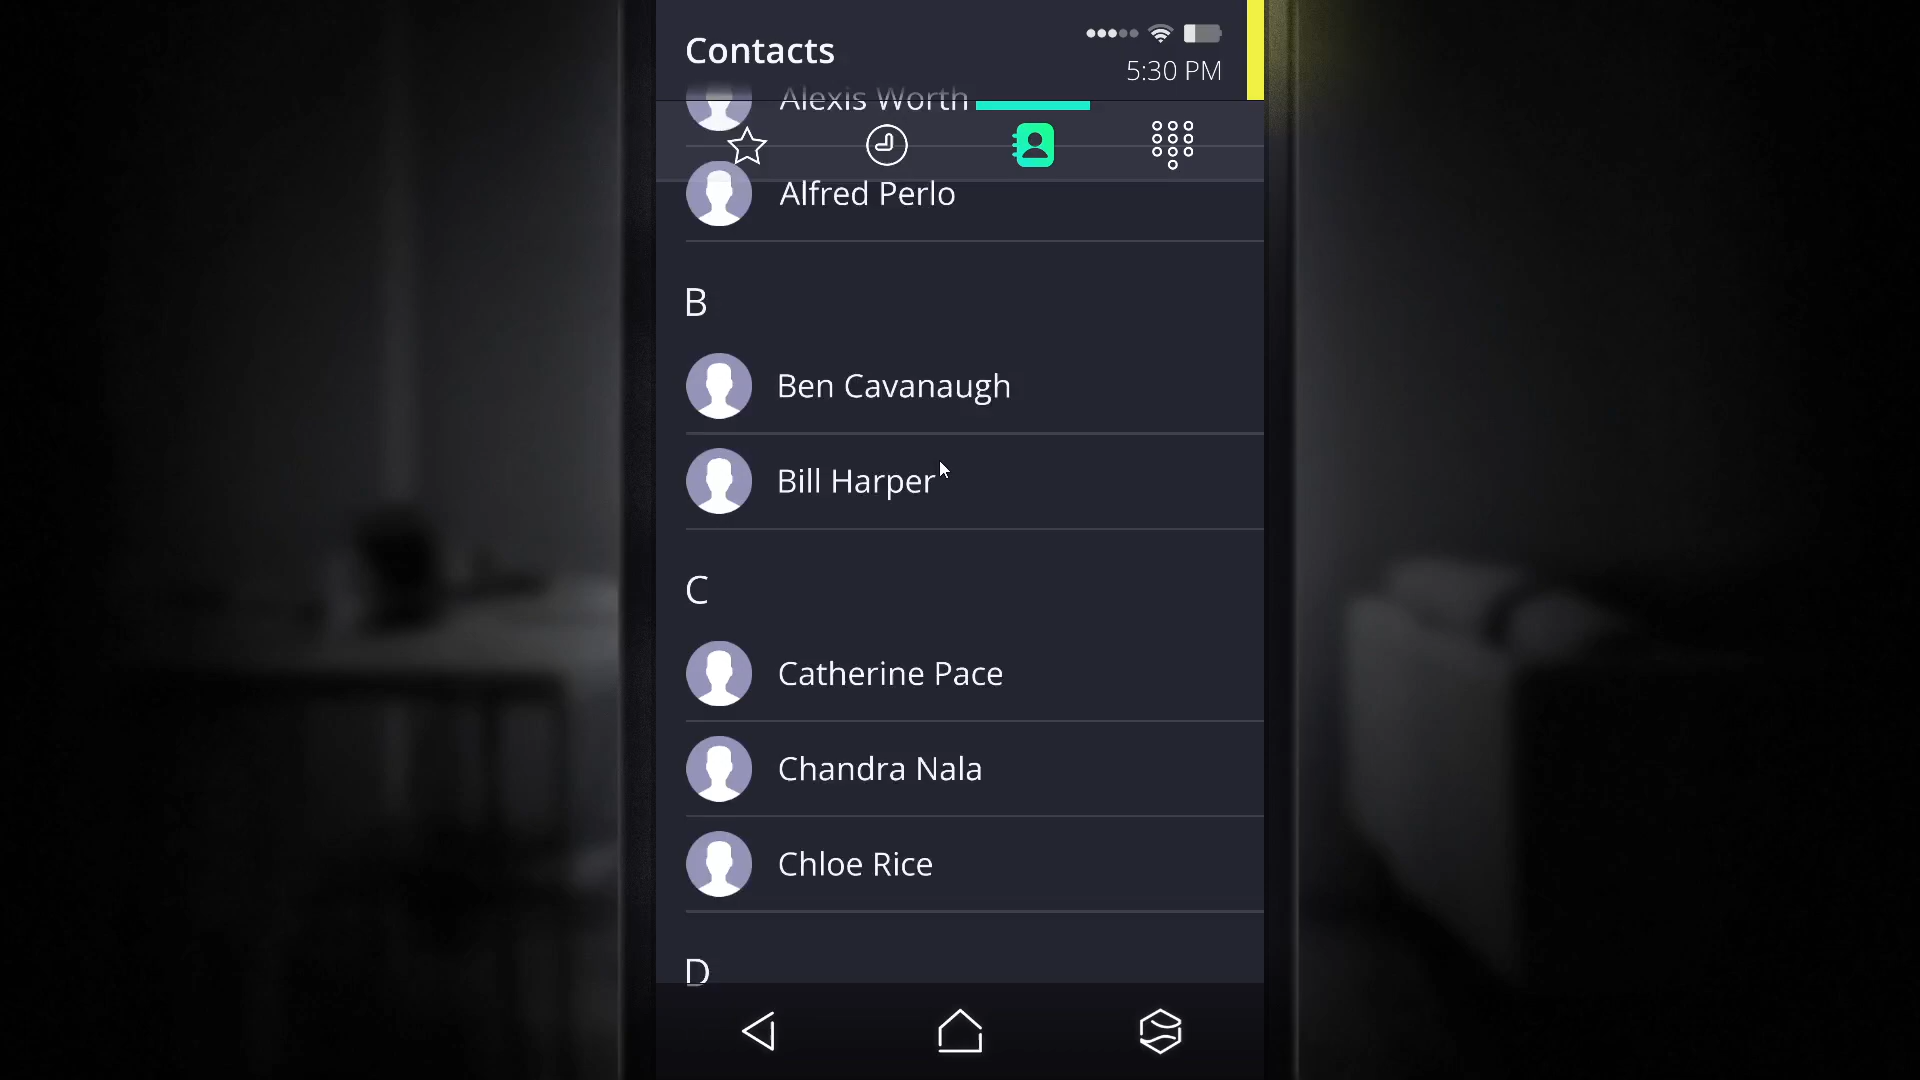 Contacts
5:30 PM
Alexis Worth
Alfred Perlo
B
Ben Cavanaugh
Bill Harper
C
Catherine Pace
Chandra Nala
Chloe Rice
D